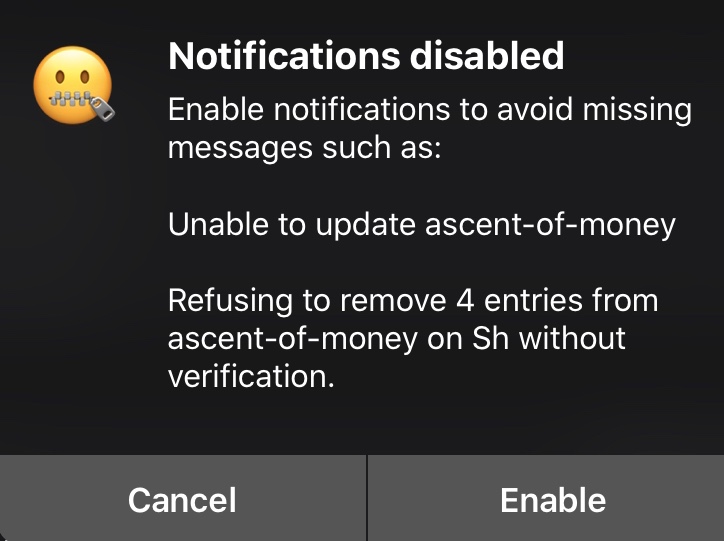 Notifications disabled
Enable notifications to avoid missing
messages such as:
Unable to update ascent-of-money
Refusing to remove 4 entries from
ascent-of-money on Sh without
verification.
Cancel
Enable